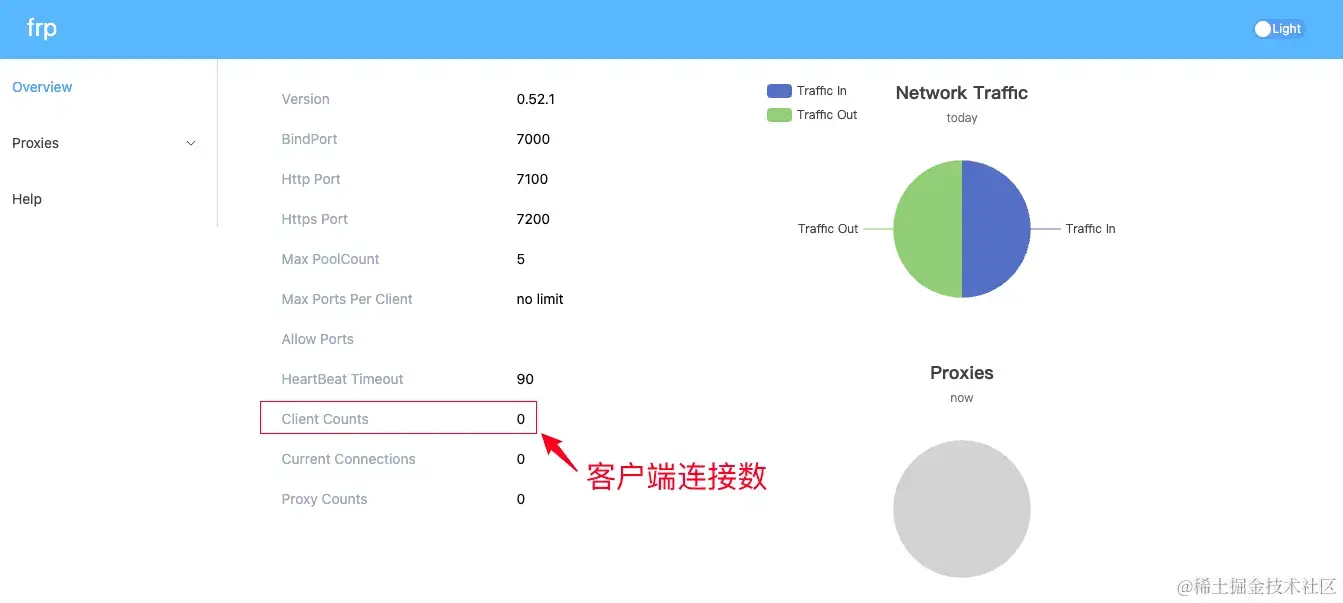 frp
Light
Overview
Proxies
Help
Version 0.52.1
BindPort 7000
Http Port 7100
Https Port 7200
Max PoolCount 5
Max Ports Per Client no limit
Allow Ports
HeartBeat Timeout 90
Client Counts 0
Current Connections 0
Proxy Counts 0
客户端连接数
Traffic In
Traffic Out
Network Traffic
today
Traffic Out
Traffic In
Proxies
now
@稀土掘金技术社区